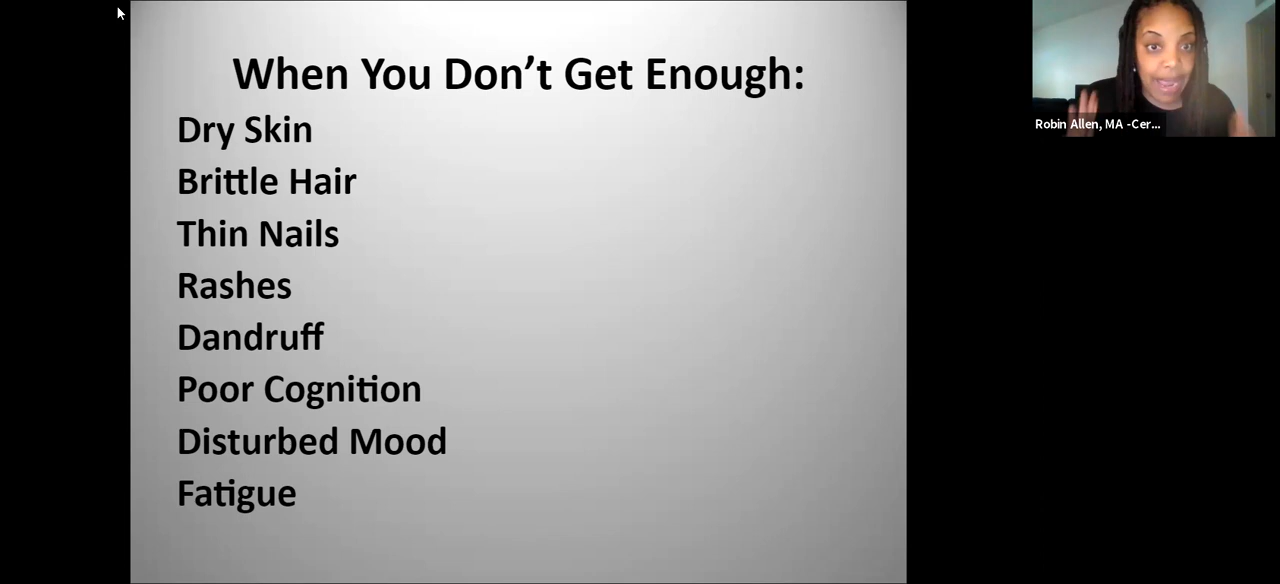 When You Don’t Get Enough:
Dry Skin
Brittle Hair
Thin Nails
Rashes
Dandruff
Poor Cognition
Disturbed Mood
Fatigue
Robin Allen, MA -Cer...